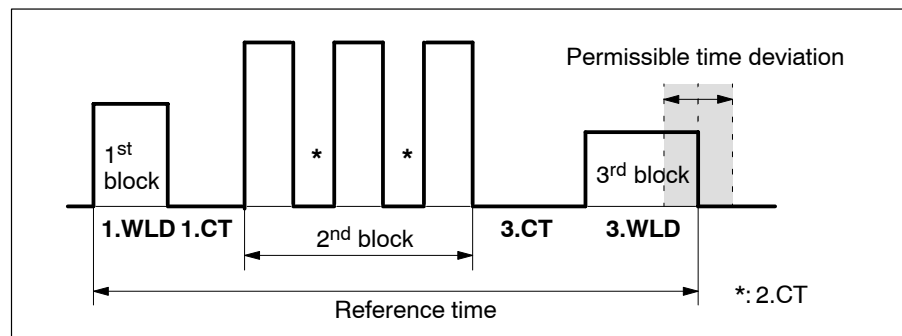 Permissible time deviation
* *
1st
block
3rd block
1.WLD 1.CT 2nd block 3.CT 3.WLD
Reference time
*: 2.CT